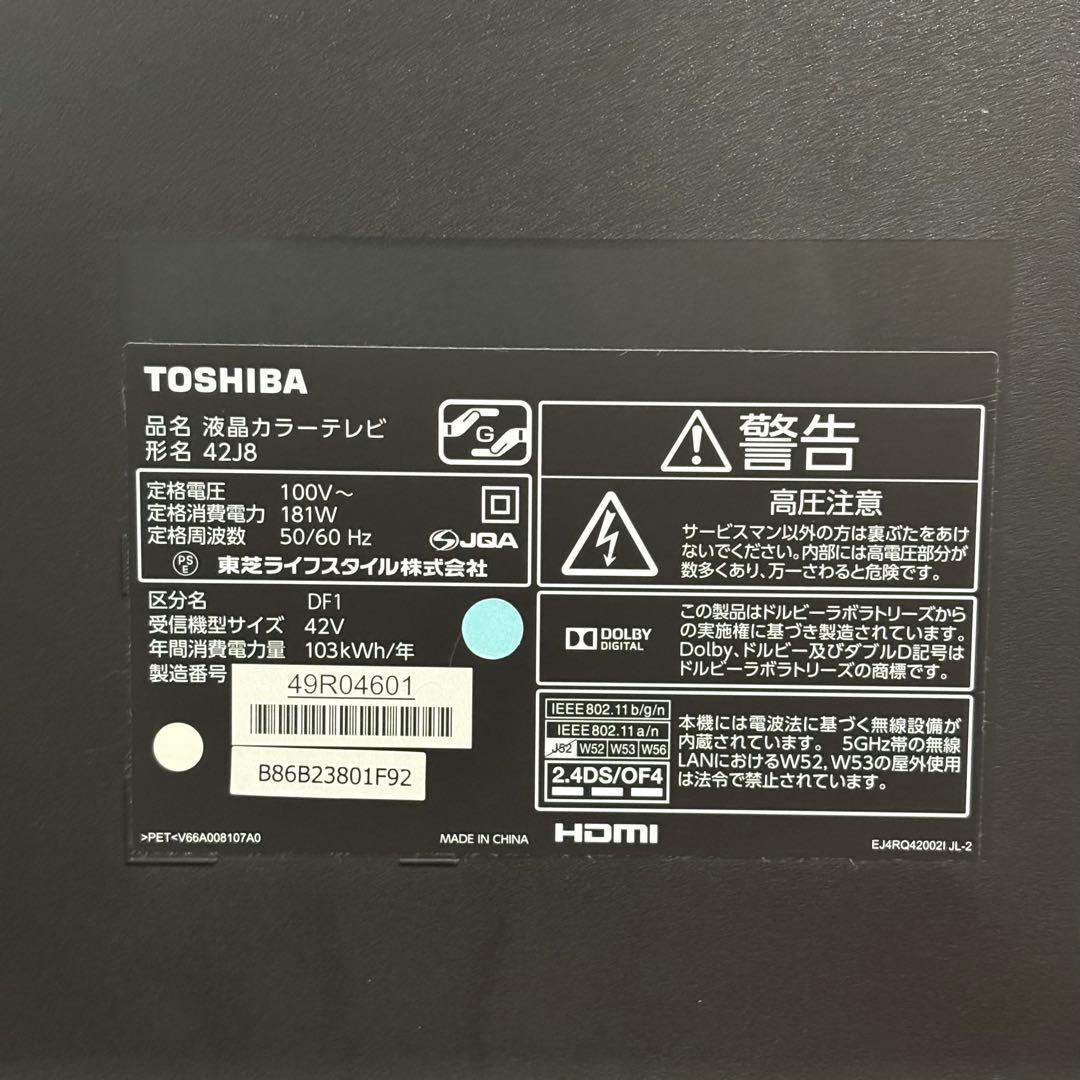 TOSHIBA
品名 液晶カラーテレビ
形名 42J8
G
定格電圧 100V～
定格消費電力 181W
定格周波数 50/60 Hz
JQA
PS
E
東芝ライフスタイル株式会社
区分名 DF1
受信機型サイズ 42V
年間消費電力量 103kWh/年
製造番号
49R04601
B86B23801F92
>PET<V66A008107A0
MADE IN CHINA
警告
高圧注意
サービスマン以外の方は裏ぶたをあけ
ないでください。内部には高電圧部分が
数多くあり、万一さわると危険です。
DOLBY
DIGITAL
この製品はドルビーラボラトリーズから
の実施権に基づき製造されています。
Dolby、ドルビー及びダブルD記号は
ドルビーラボラトリーズの商標です。
IEEE802.11b/g/n
IEEE802.11a/n
J52 W52 W53 W56
2.4DS/OF4
本機には電波法に基づく無線設備が
内蔵されています。 5GHz帯の無線
LANにおけるW52、W53の屋外使用
は法令で禁止されています。
HDMI
EJ4RQ42002I JL-2